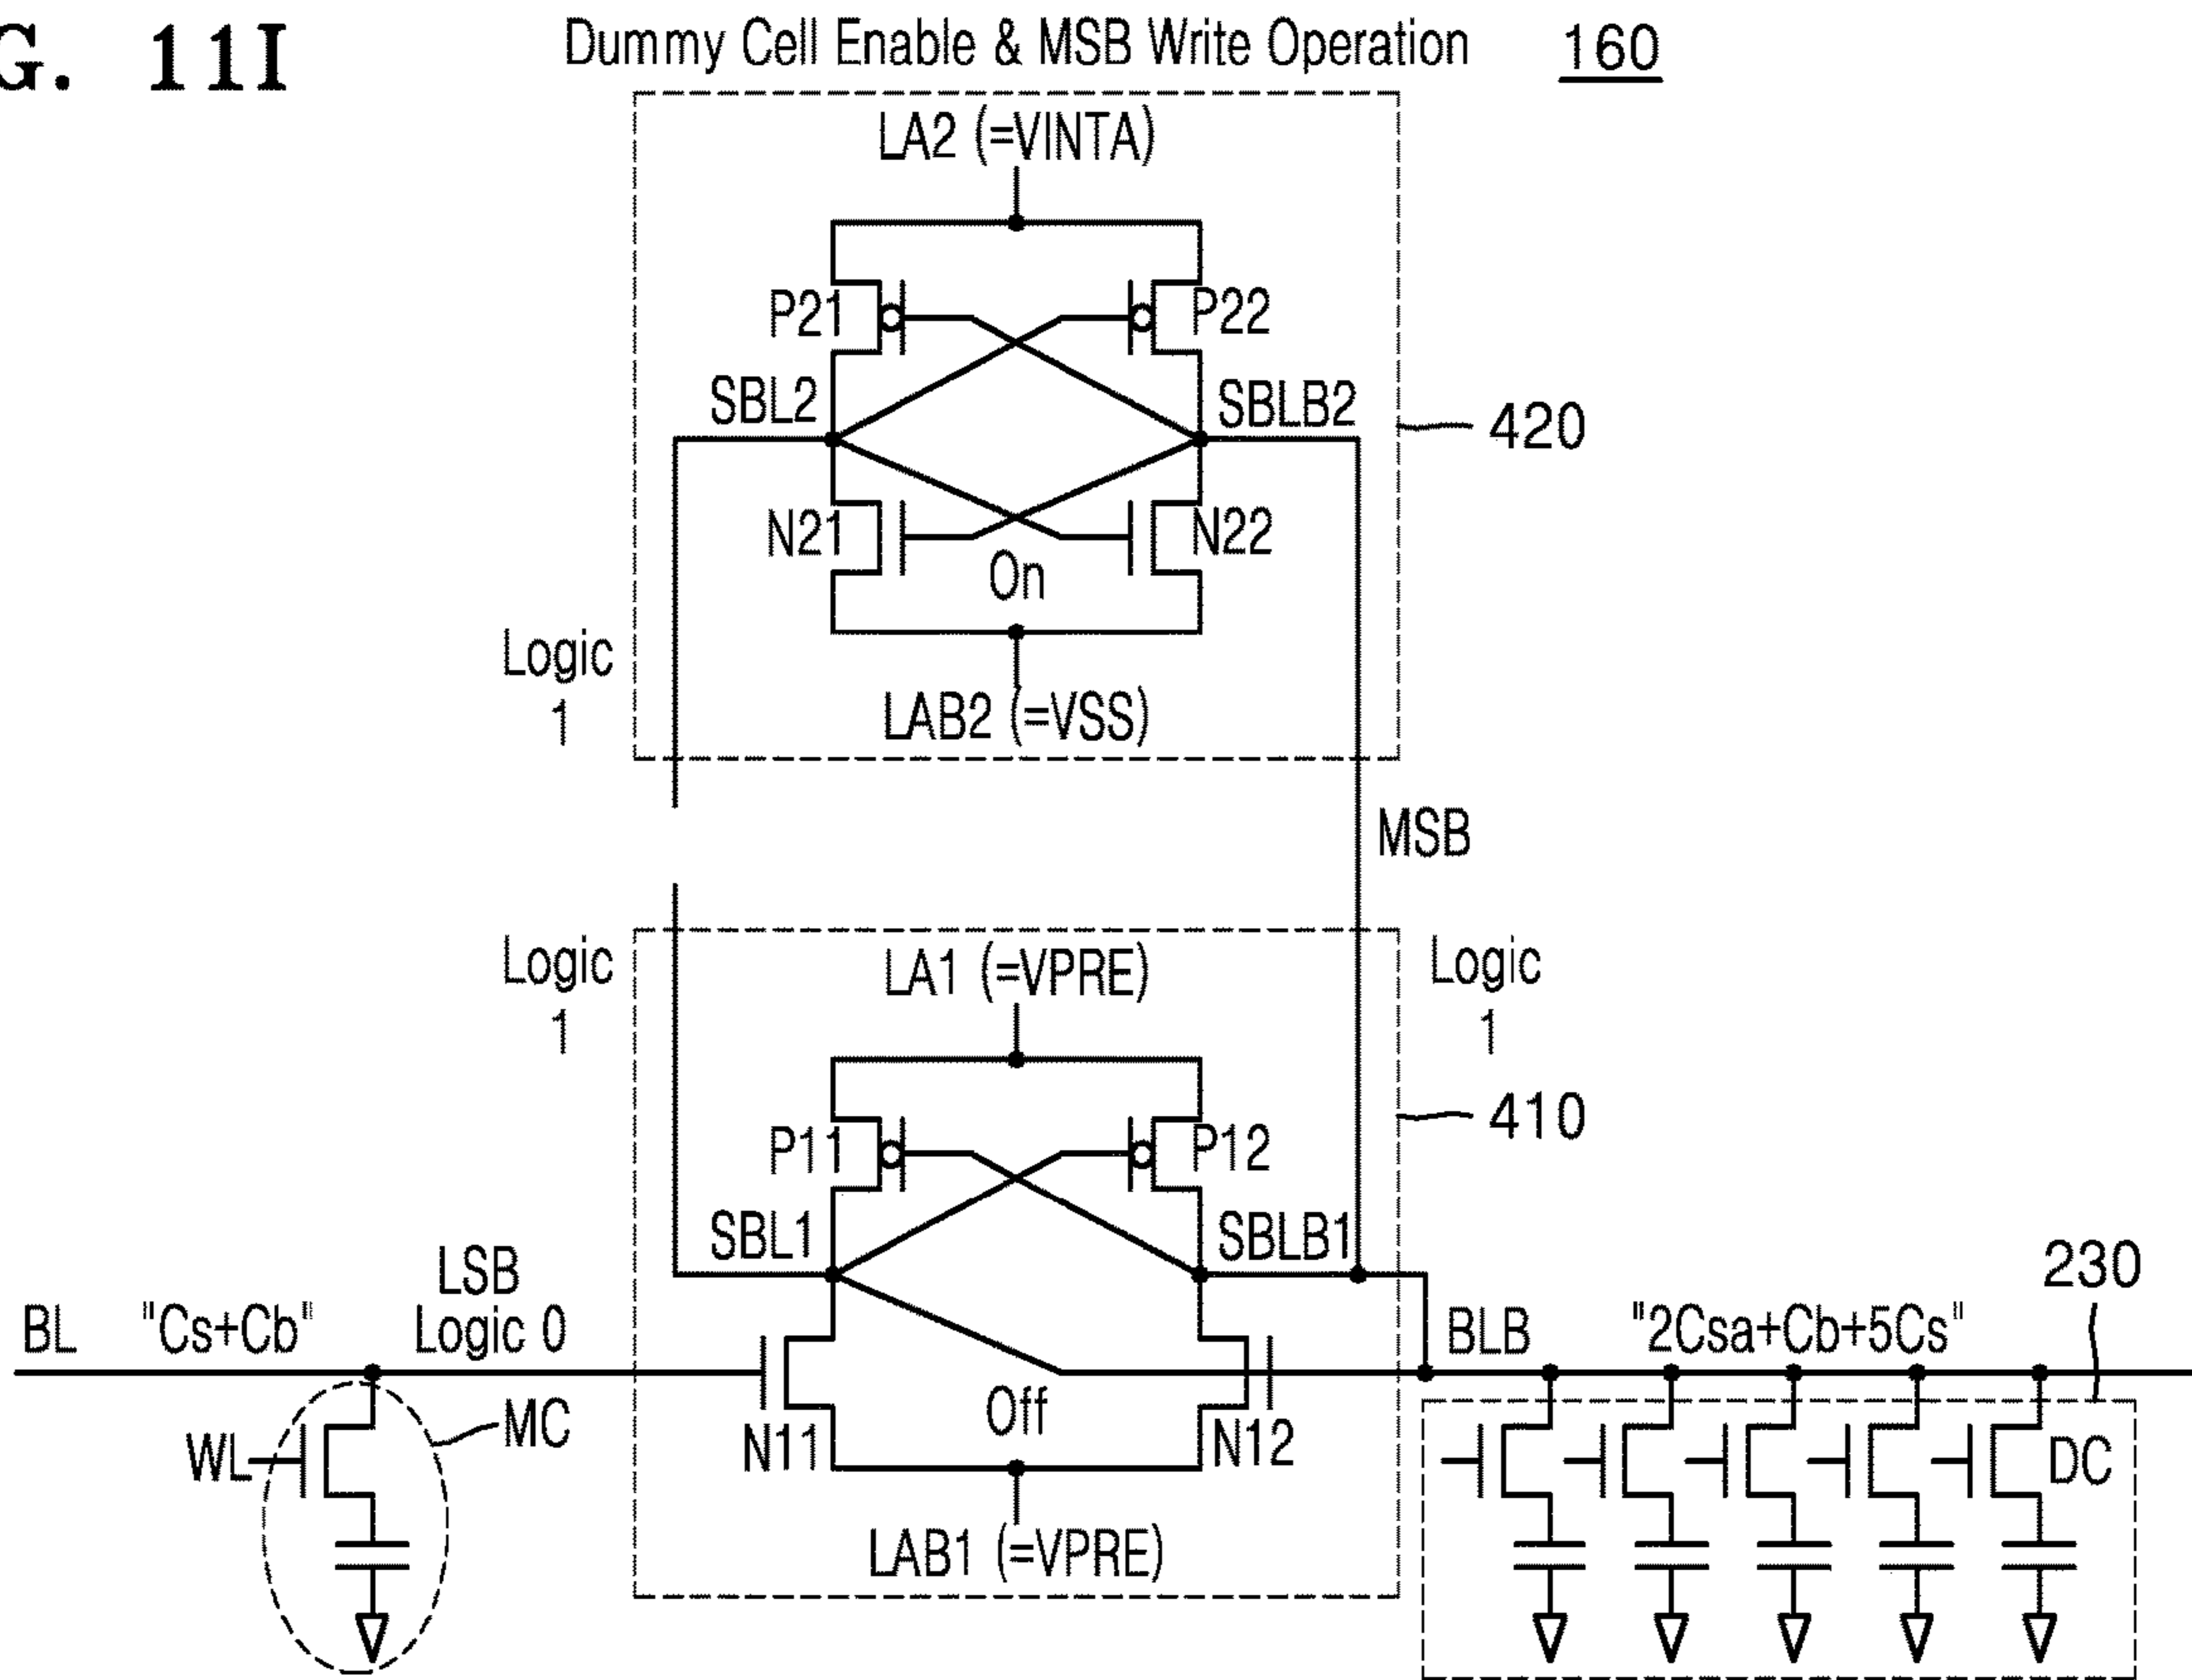 G. 11I
Dummy Cell Enable & MSB Write Operation
160
LA2 (=VINTA)
P21
P22
SBL2
SBLB2
420
N21
N22
On
Logic
1
LAB2 (=VSS)
MSB
Logic
1
LA1 (=VPRE)
Logic
1
410
P11
P12
SBL1
SBLB1
230
BL
"Cs+Cb"
LSB
Logic 0
BLB
"2Csa+Cb+5Cs"
Off
MC
WL
N11
N12
DC
LAB1 (=VPRE)